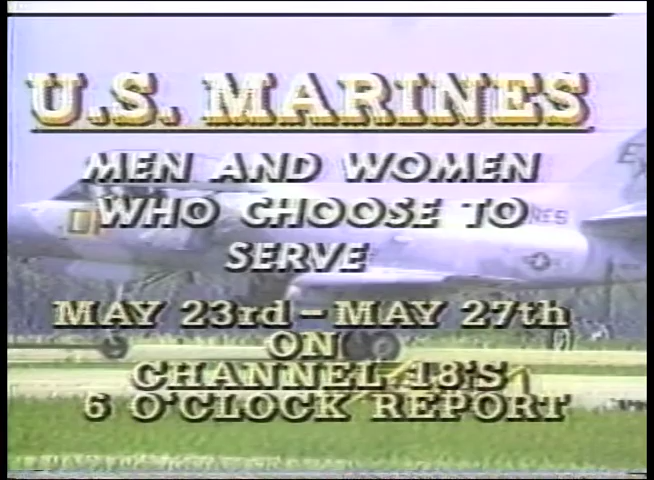 U.S. MARINES
MEN AND WOMEN
WHO CHOOSE TO
SERVE
MAY 23rd - MAY 27th
ON
CHANNEL 18'S
6 O'CLOCK REPORT